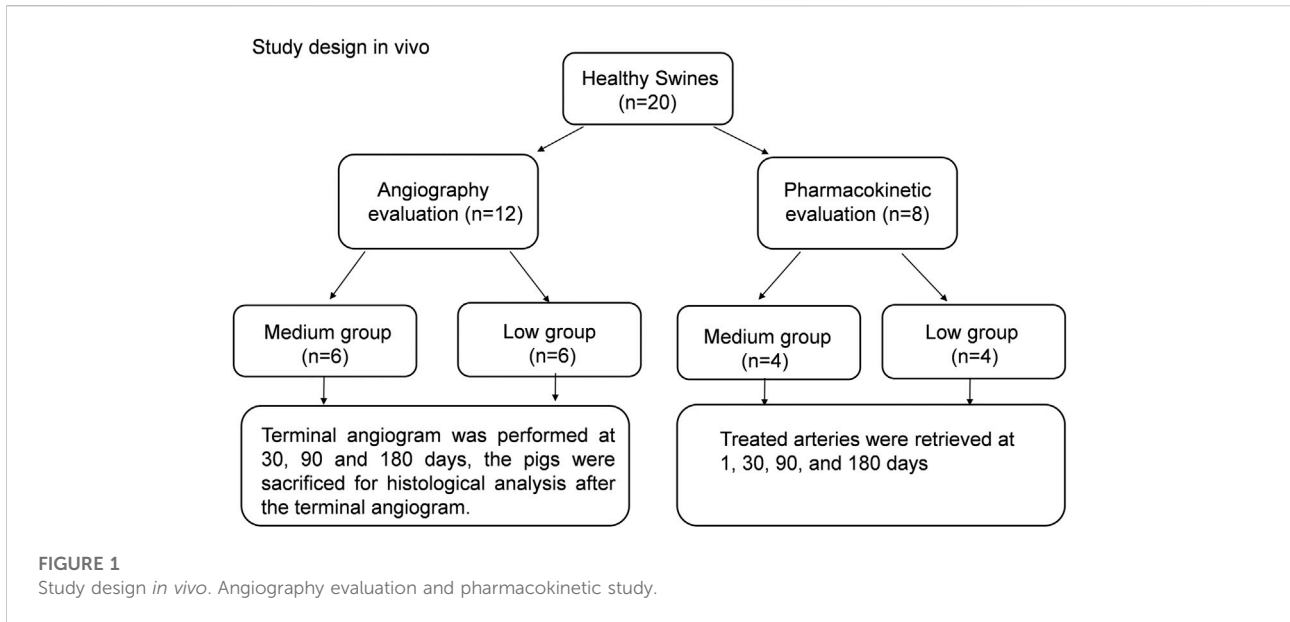 Study design in vivo
Healthy Swines
(n=20)
Angiography
evaluation (n=12)
Pharmacokinetic
evaluation (n=8)
Medium group
(n=6)
Low group
(n=6)
Medium group
(n=4)
Low group
(n=4)
Terminal angiogram was performed at
30, 90 and 180 days, the pigs were
sacrificed for histological analysis after
the terminal angiogram.
Treated arteries were retrieved at
1, 30, 90, and 180 days
FIGURE 1
Study design in vivo. Angiography evaluation and pharmacokinetic study.